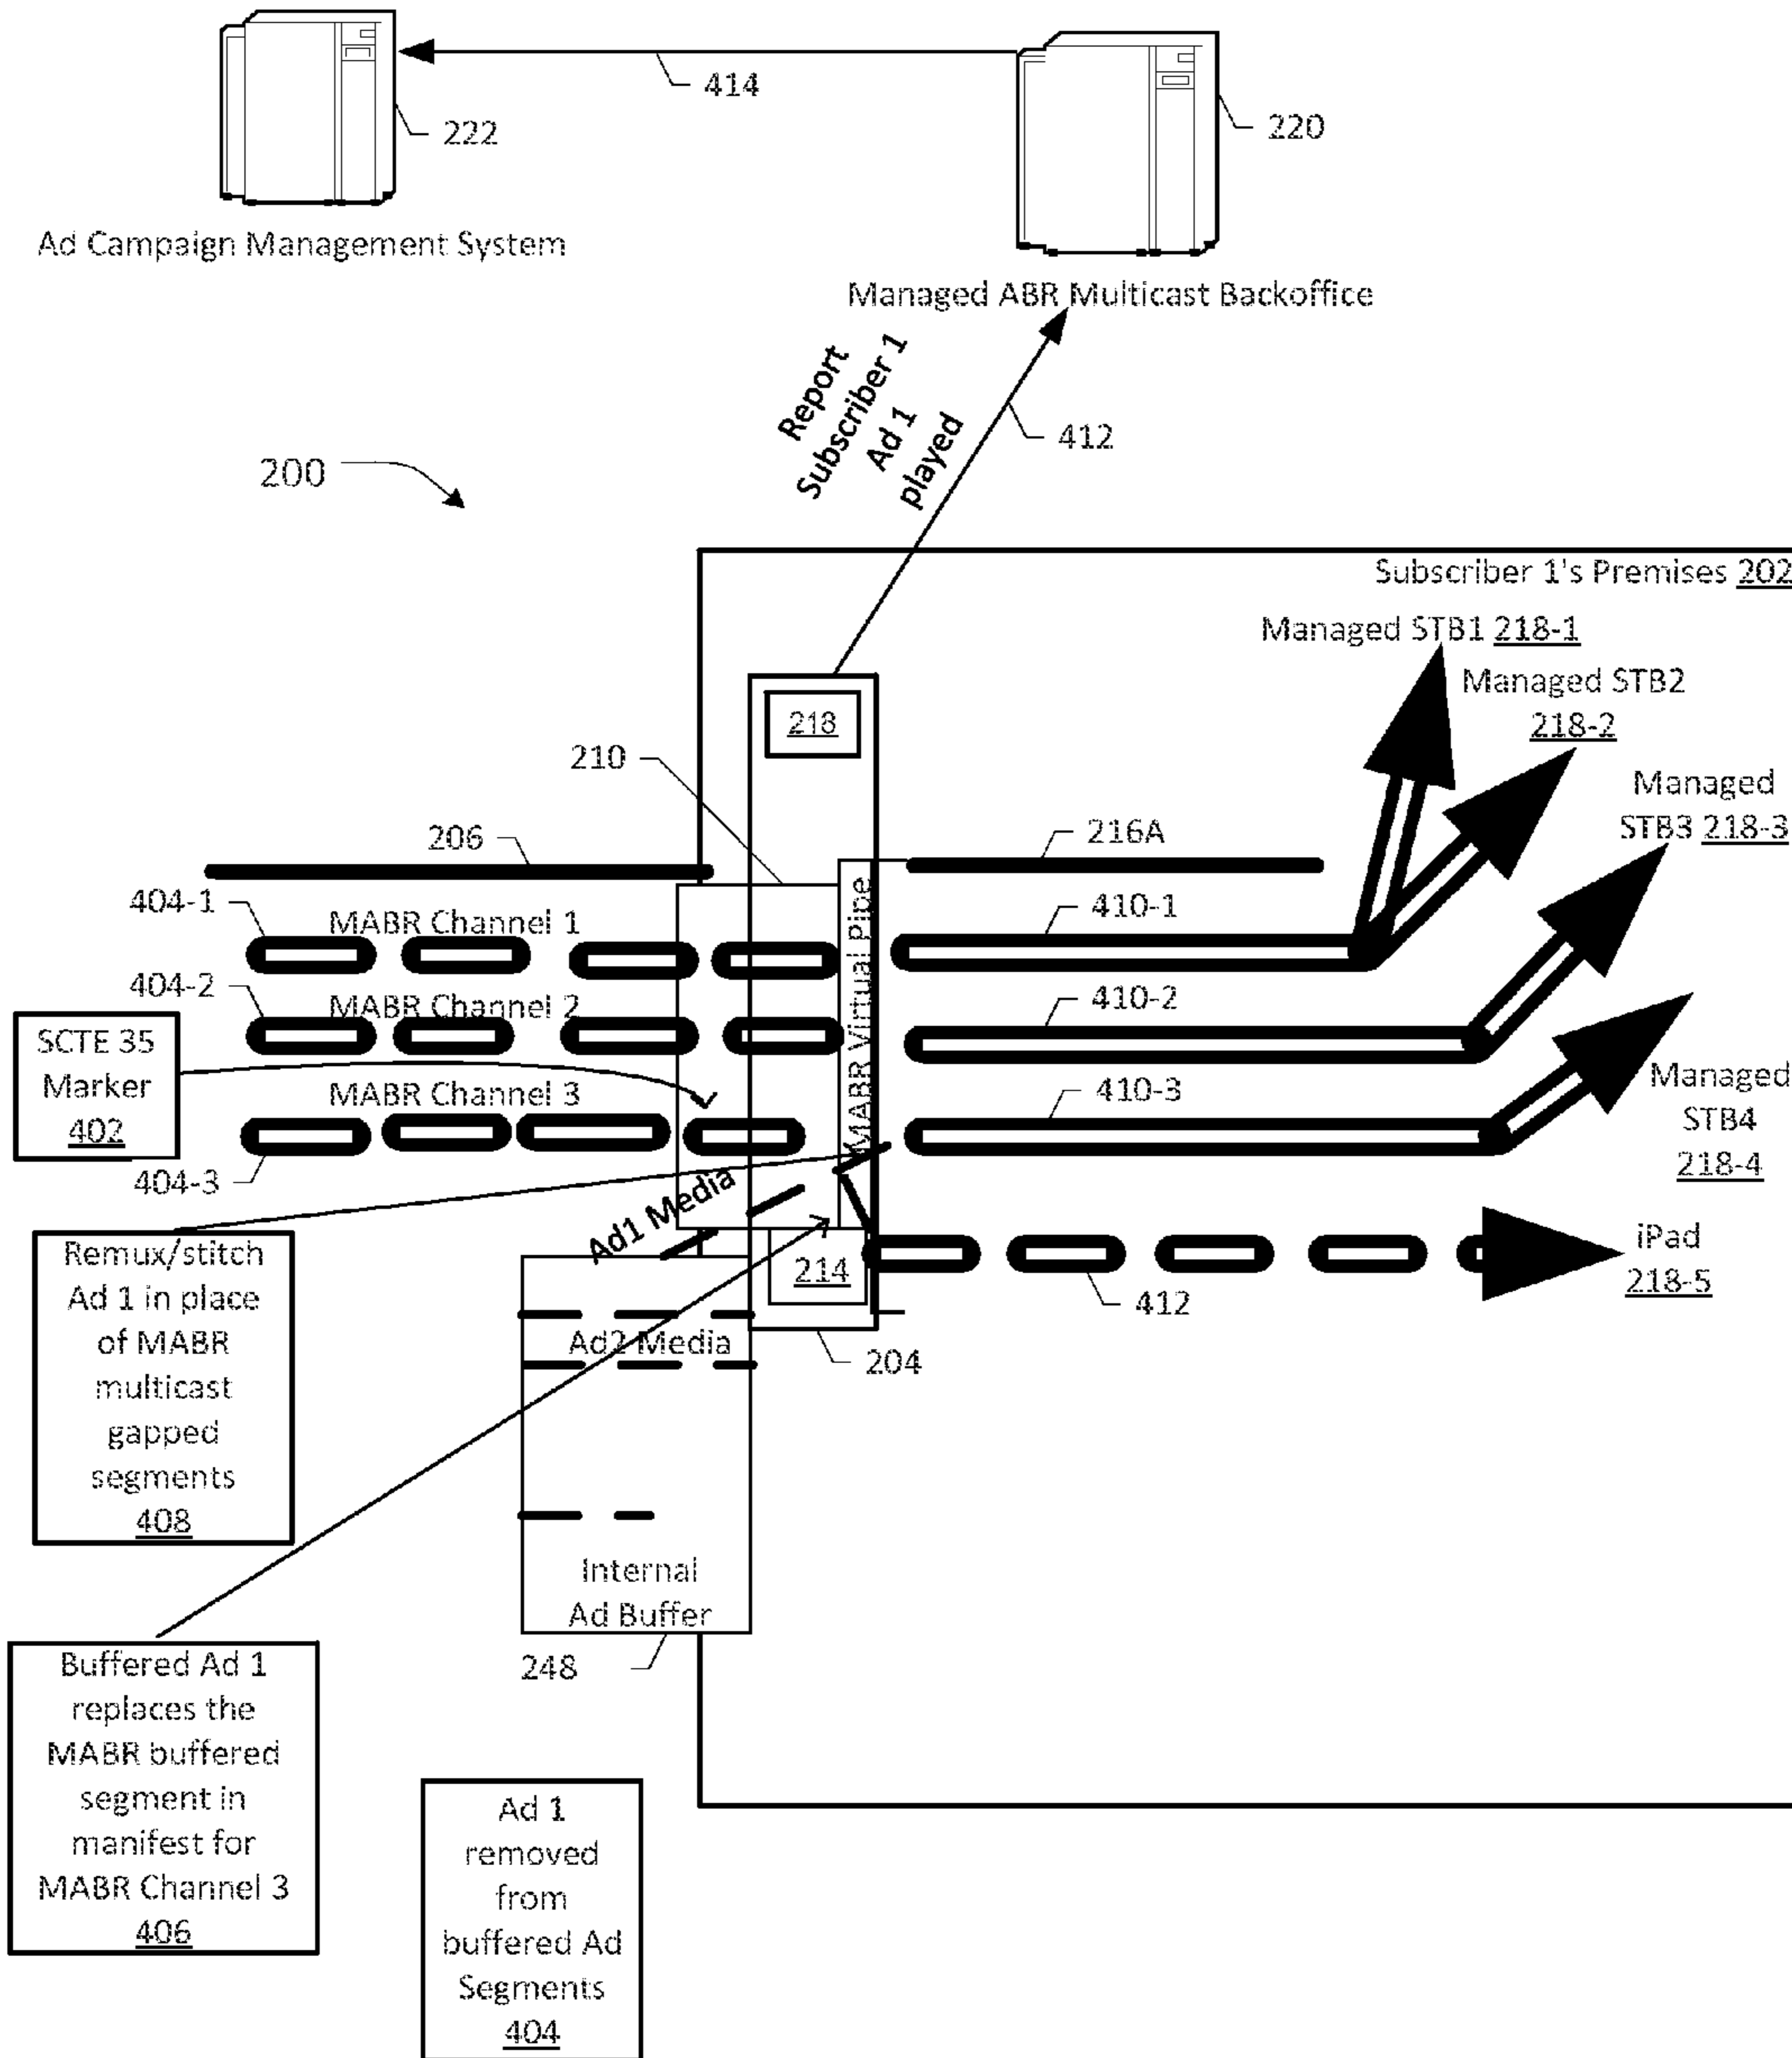 414
222
220
Ad Campaign Management System
Managed ABR Multicast Backoffice
Report
Subscriber 1
Ad 1
played
412
200
Subscriber 1's Premises 202
Managed STB1 218-1
Managed STB2
218-2
Managed
STB3 218-3
218
210
206
216A
404-1
MABR Channel 1
410-1
404-2
MABR Channel 2
410-2
MABR Virtual Pipe
SCTE 35
Marker
402
MABR Channel 3
410-3
Managed
STB4
218-4
404-3
Ad1 Media
Remux/stitch
Ad 1 in place
of MABR
multicast
gapped
segments
408
214
412
iPad
218-5
Ad2 Media
204
Internal
Ad Buffer
248
Buffered Ad 1
replaces the
MABR buffered
segment in
manifest for
MABR Channel 3
406
Ad 1
removed
from
buffered Ad
Segments
404